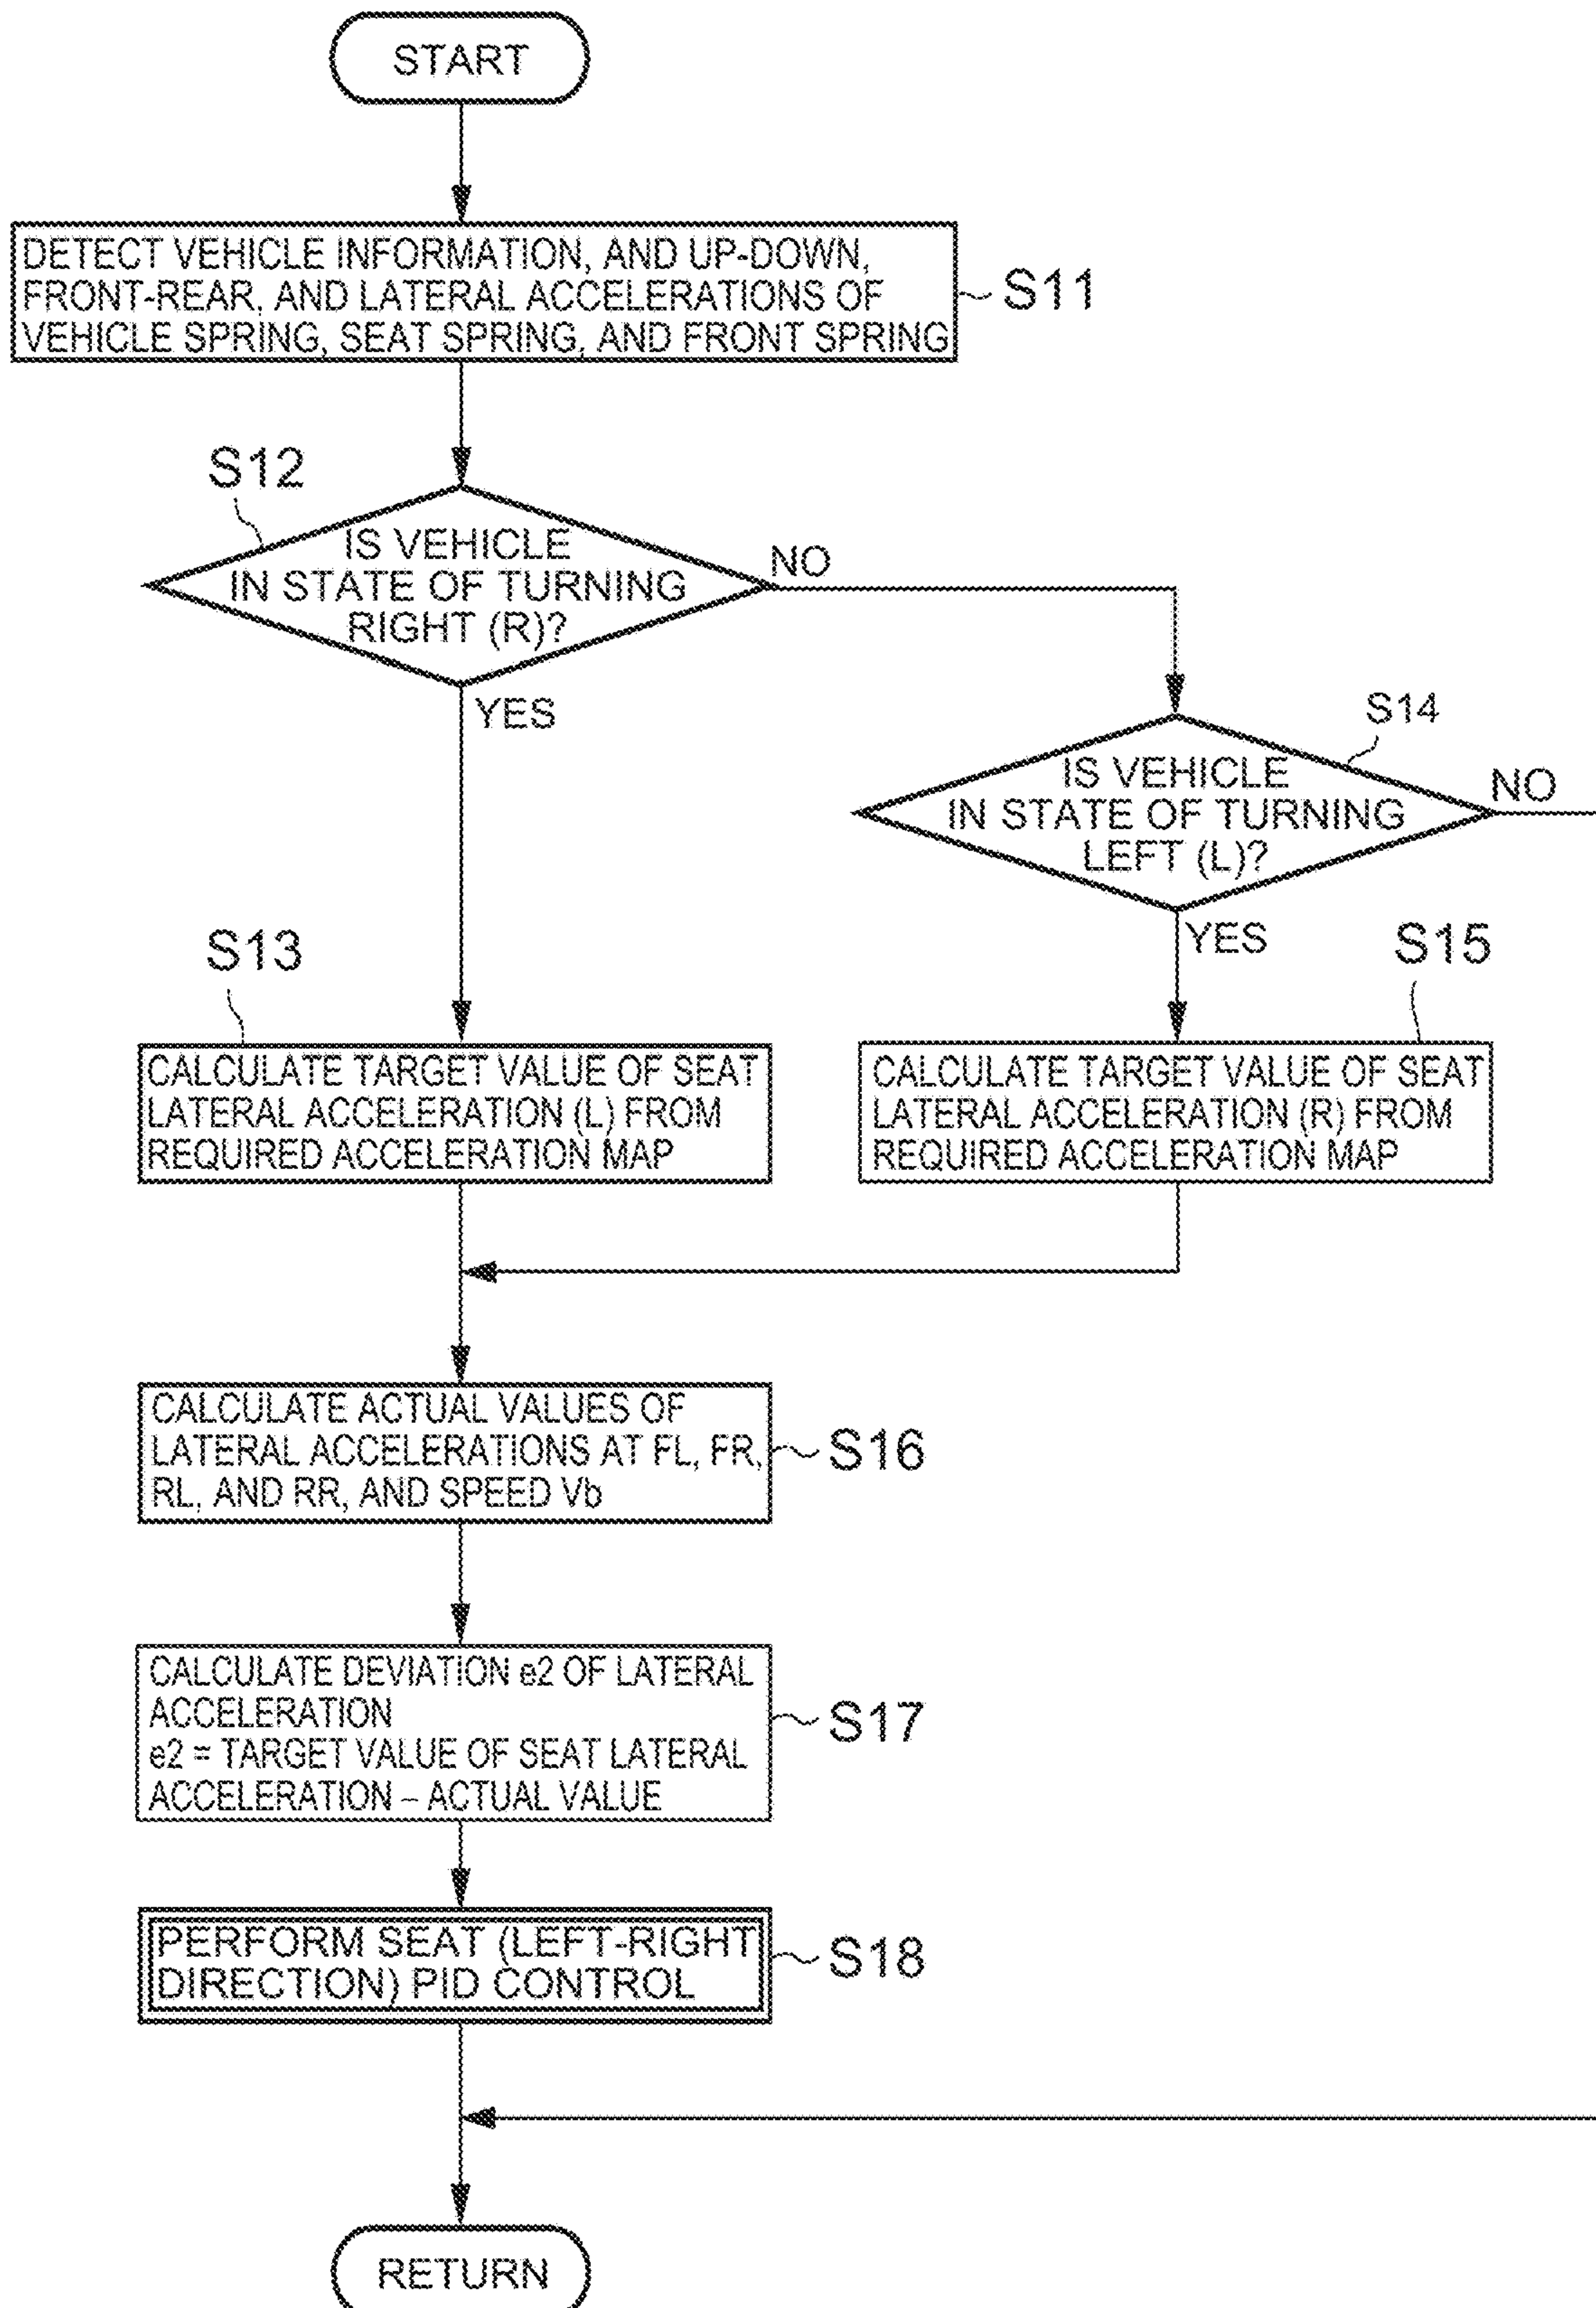 START
DETECT VEHICLE INFORMATION, AND UP-DOWN,
FRONT-REAR, AND LATERAL ACCELERATIONS OF
VEHICLE SPRING, SEAT SPRING, AND FRONT SPRING
S11
S12
IS VEHICLE
IN STATE OF TURNING
RIGHT (R)?
NO
YES
S14
IS VEHICLE
IN STATE OF TURNING
LEFT (L)?
NO
YES
S13
CALCULATE TARGET VALUE OF SEAT
LATERAL ACCELERATION (L) FROM
REQUIRED ACCELERATION MAP
S15
CALCULATE TARGET VALUE OF SEAT
LATERAL ACCELERATION (R) FROM
REQUIRED ACCELERATION MAP
CALCULATE ACTUAL VALUES OF
LATERAL ACCELERATIONS AT FL, FR,
RL, AND RR, AND SPEED Vb
S16
CALCULATE DEVIATION e2 OF LATERAL
ACCELERATION
e2 = TARGET VALUE OF SEAT LATERAL
ACCELERATION – ACTUAL VALUE
S17
PERFORM SEAT (LEFT-RIGHT
DIRECTION) PID CONTROL
S18
RETURN